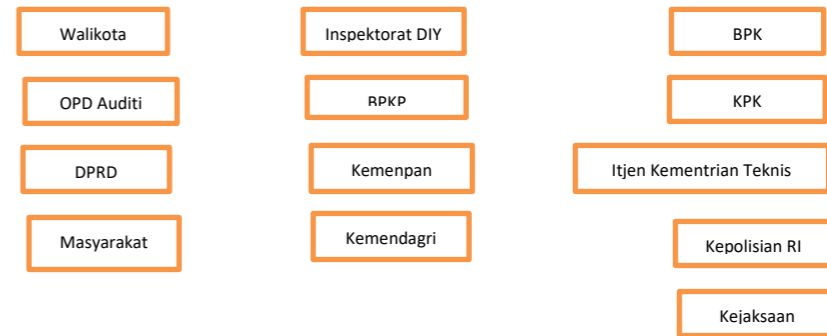 Walikota
Inspektorat DIY
BPK
OPD Auditi
BPKP
KPK
DPRD
Kemenpan
Itjen Kementrian Teknis
Masyarakat
Kemendagri
Kepolisian RI
Kejaksaan